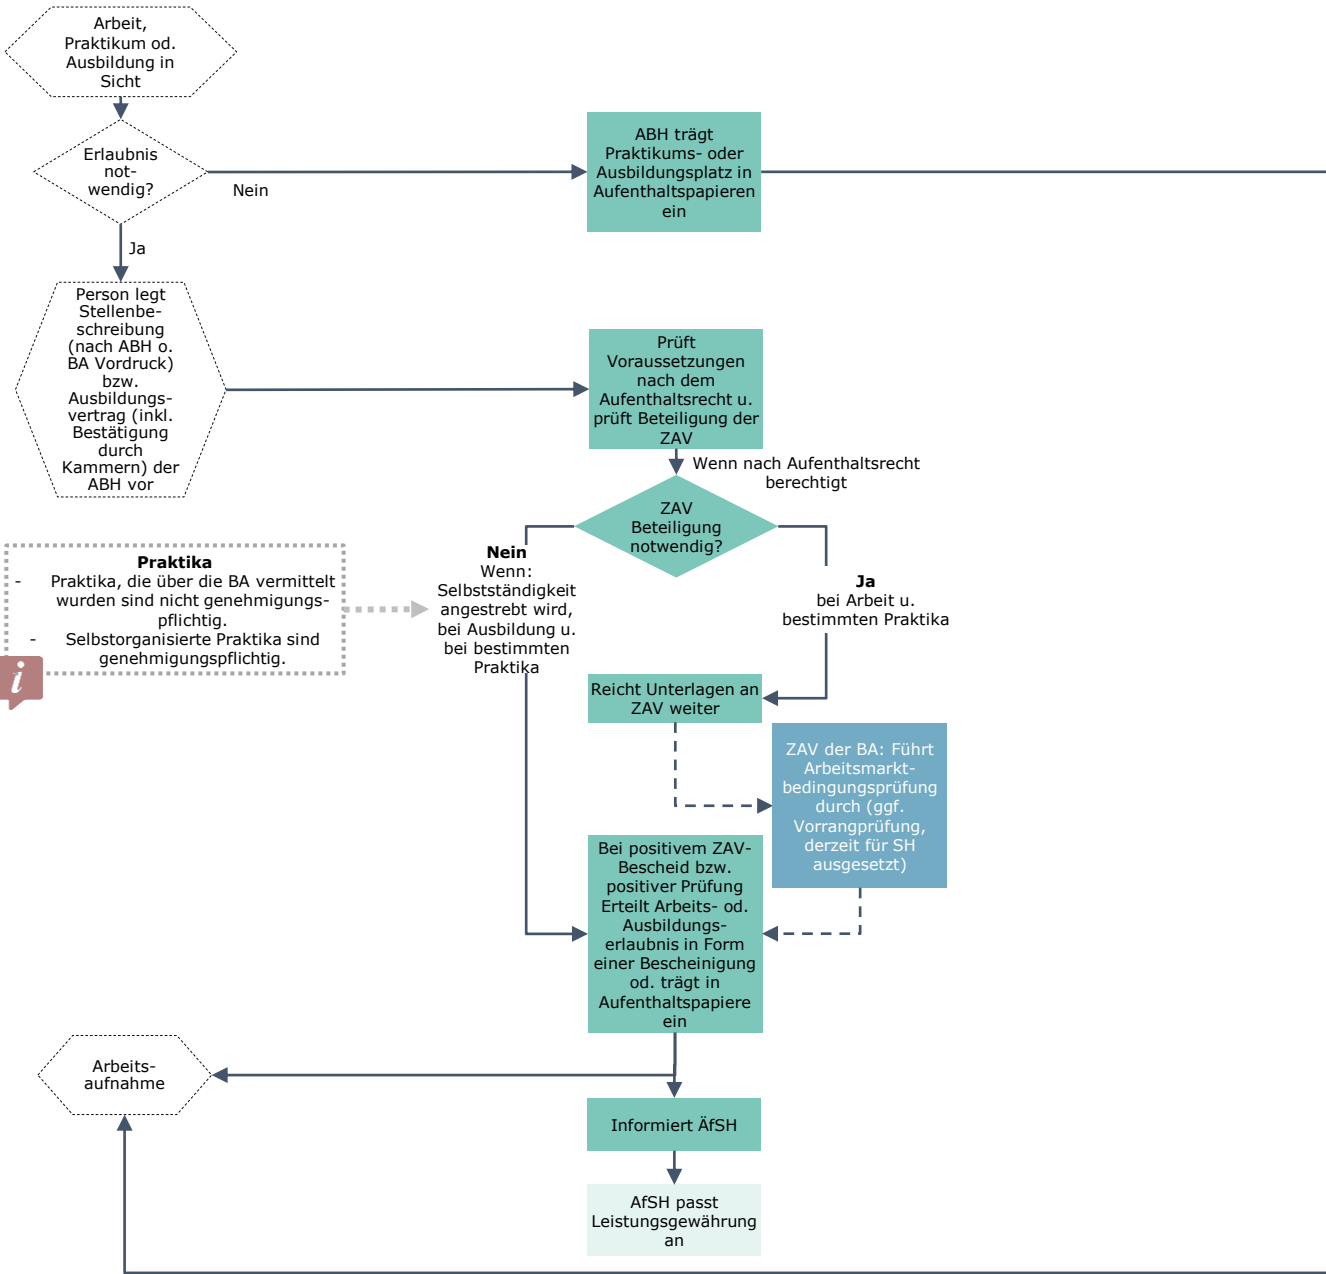 Arbeit,
Praktikum od.
Ausbildung in
Sicht
Erlaubnis
not-
wendig?
Nein
ABH trägt
Praktikums- oder
Ausbildungsplatz in
Aufenthaltspapieren
ein
Ja
Person legt
Stellenbe-
schreibung
(nach ABH o.
BA Vordruck)
bzw.
Ausbildungs-
vertrag (inkl.
Bestätigung
durch
Kammern) der
ABH vor
Prüft
Voraussetzungen
nach dem
Aufenthaltsrecht u.
prüft Beteiligung der
ZAV
Wenn nach Aufenthaltsrecht
berechtigt
ZAV
Beteiligung
notwendig?
Praktika
- Praktika, die über die BA vermittelt
wurden sind nicht genehmigungs-
pflichtig.
- Selbstorganisierte Praktika sind
genehmigungspflichtig.
i
Nein
Wenn:
Selbstständigkeit
angestrebt wird,
bei Ausbildung u.
bei bestimmten
Praktika
Ja
bei Arbeit u.
bestimmten Praktika
Reicht Unterlagen an
ZAV weiter
ZAV der BA: Führt
Arbeitsmarkt-
bedingungsprüfung
durch (ggf.
Vorrangprüfung,
derzeit für SH
ausgesetzt)
Bei positivem ZAV-
Bescheid bzw.
positiver Prüfung
Erteilt Arbeits- od.
Ausbildungs-
erlaubnis in Form
einer Bescheinigung
od. trägt in
Aufenthaltspapiere
ein
Arbeits-
aufnahme
Informiert ÄfSH
AfSH passt
Leistungsgewährung
an